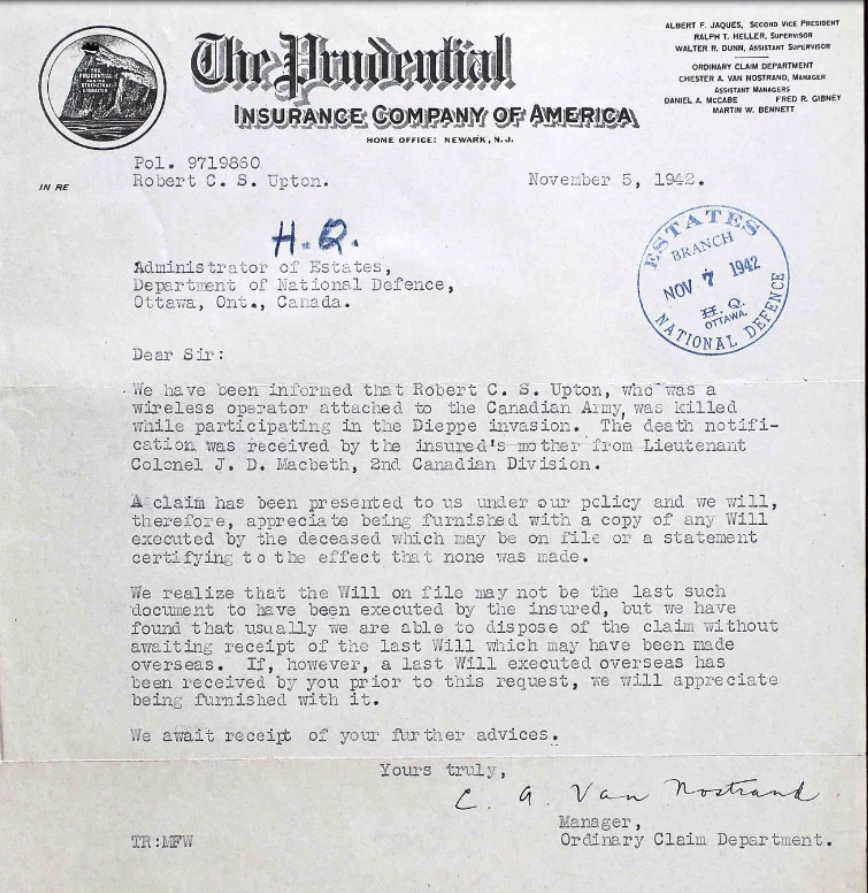 THE
PRUDENTIAL
HAS THE
STRENGTH OF
GIBRALTAR
The Prudential
INSURANCE COMPANY OF AMERICA
HOME OFFICE: NEWARK, N.J.
ALBERT F. JAQUES, SECOND VICE PRESIDENT
RALPH T. HELLER, SUPERVISOR
WALTER R. DUNN, ASSISTANT SUPERVISOR
ORDINARY CLAIM DEPARTMENT
CHESTER A. VAN NOSTRAND, MANAGER
ASSISTANT MANAGERS
DANIEL A. McCABE FRED R. GIBNEY
MARTIN W. BENNETT
Pol. 9719860
IN RE Robert C. S. Upton. November 5, 1942.
H.Q.
Administrator of Estates,
Department of National Defence,
Ottawa, Ont., Canada.
ESTATES
BRANCH
NOV 7 1942
H. Q.
OTTAWA.
NATIONAL DEFENCE
Dear Sir:
We have been informed that Robert C. S. Upton, who was a
wireless operator attached to the Canadian Army, was killed
while participating in the Dieppe invasion. The death notifi-
cation was received by the insured's mother from Lieutenant
Colonel J. D. Macbeth, 2nd Canadian Division.
A claim has been presented to us under our policy and we will,
therefore, appreciate being furnished with a copy of any Will
executed by the deceased which may be on file or a statement
certifying to the effect that none was made.
We realize that the Will on file may not be the last such
document to have been executed by the insured, but we have
found that usually we are able to dispose of the claim without
awaiting receipt of the last Will which may have been made
overseas. If, however, a last Will executed overseas has
been received by you prior to this request, we will appreciate
being furnished with it.
We await receipt of your further advices.
Yours truly,
C. A. Van Nostrand
Manager,
TR:MFW Ordinary Claim Department.